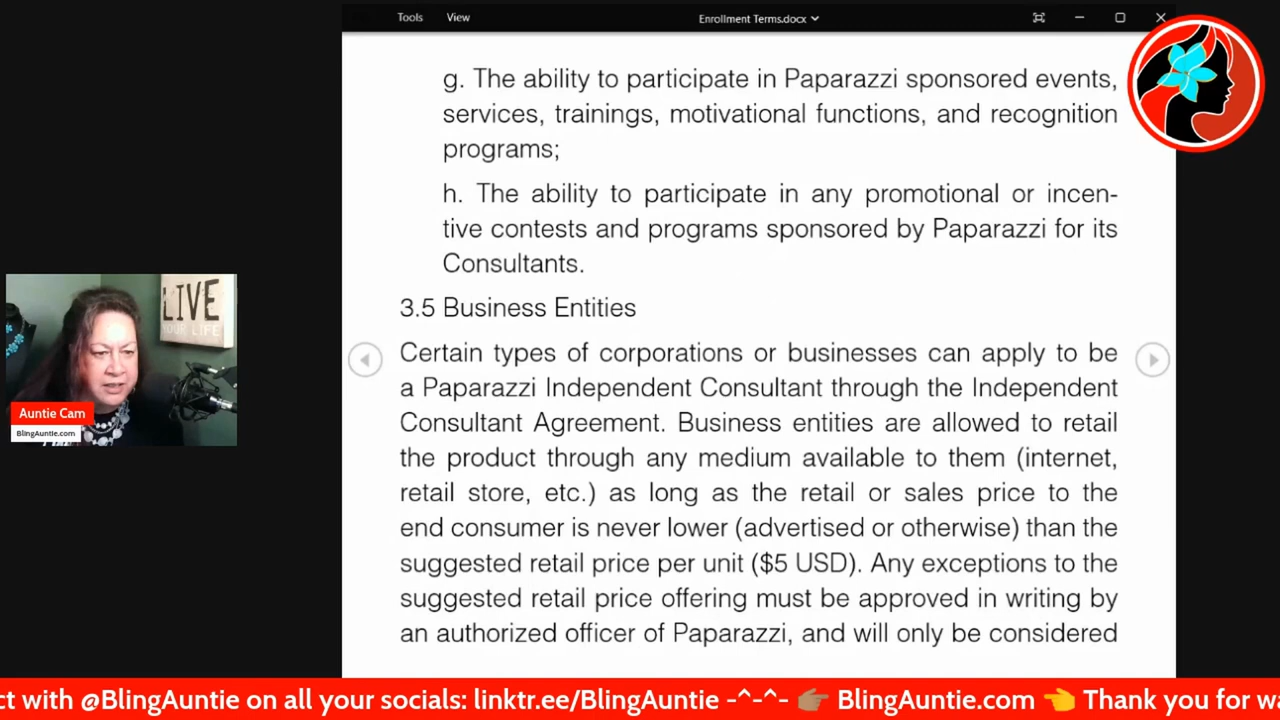 Tools View Enrollment Terms.docx
g. The ability to participate in Paparazzi sponsored events,
services, trainings, motivational functions, and recognition
programs;
h. The ability to participate in any promotional or incen-
tive contests and programs sponsored by Paparazzi for its
Consultants.
3.5 Business Entities
Certain types of corporations or businesses can apply to be
a Paparazzi Independent Consultant through the Independent
Consultant Agreement. Business entities are allowed to retail
the product through any medium available to them (internet,
retail store, etc.) as long as the retail or sales price to the
end consumer is never lower (advertised or otherwise) than the
suggested retail price per unit ($5 USD). Any exceptions to the
suggested retail price offering must be approved in writing by
an authorized officer of Paparazzi, and will only be considered
LIVE
YOUR LIFE
Auntie Cam
BlingAuntie.com
ct with @BlingAuntie on all your socials: linktr.ee/BlingAuntie -^-^- 👉🏽 BlingAuntie.com 👈 Thank you for wa